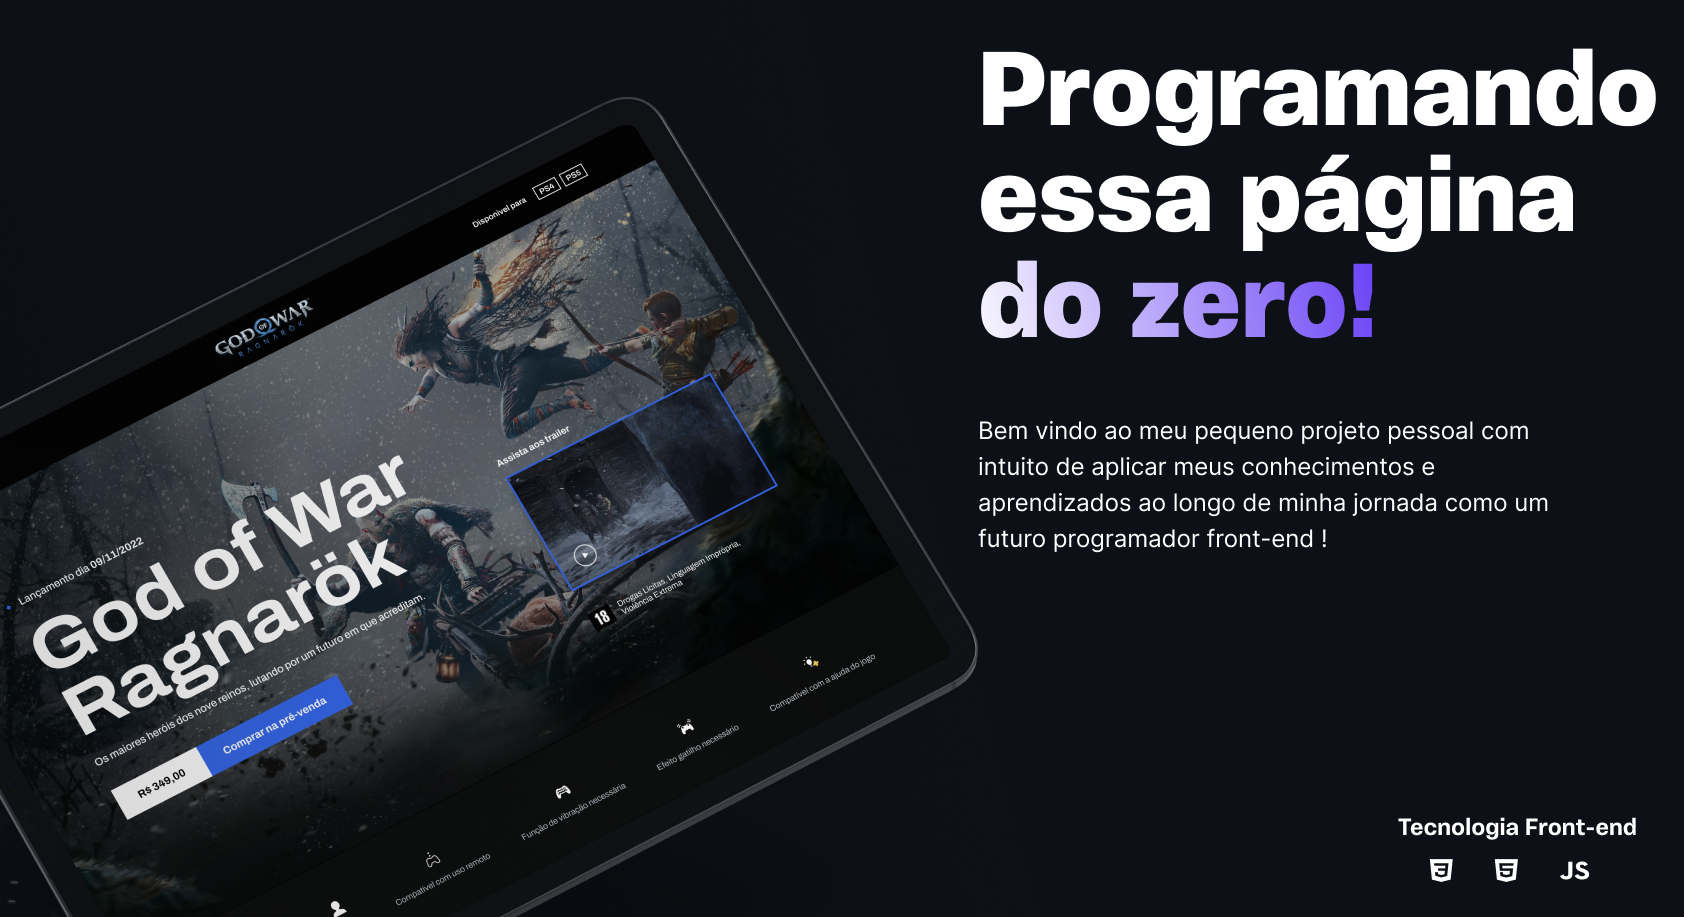 Programando
essa página
do zero!
Bem vindo ao meu pequeno projeto pessoal com
intuito de aplicar meus conhecimentos e
aprendizados ao longo de minha jornada como um
futuro programador front-end !
Tecnologia Front-end
3 5 JS
Disponível para PS4 PS5
GOD OF WAR
RAGNARÖK
Lançamento dia 09/11/2022
God of War
Ragnarök
Os maiores heróis dos nove reinos, lutando por um futuro em que acreditam.
R$ 349,00 Comprar na pré-venda
Assista aos trailer
18 Drogas Lícitas, Linguagem Imprópria,
Violência Extrema
Compatível com uso remoto
Função de vibração necessária
Efeito gatilho necessário
Compatível com a ajuda do jogo